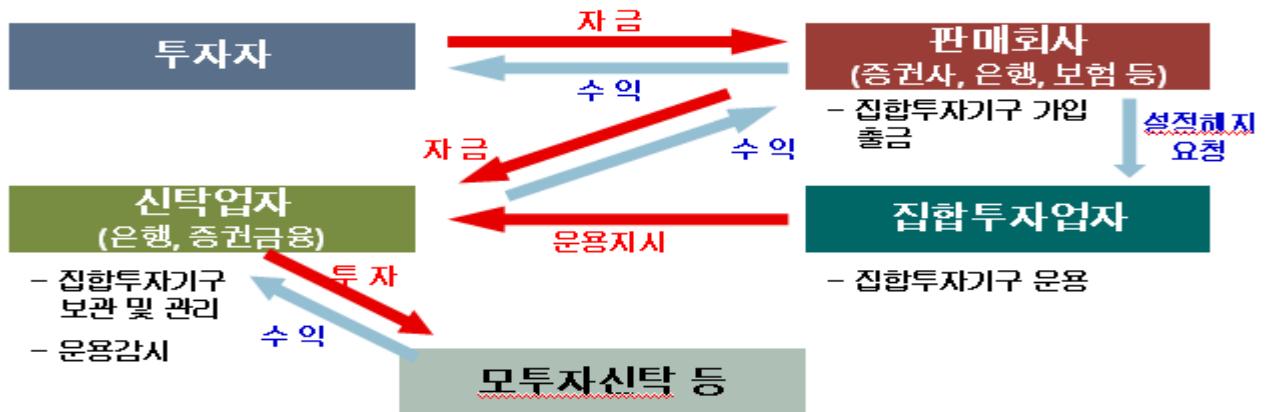 투자자
자 금
수 익
판매회사
(증권사, 은행, 보험 등)
- 집합투자기구 가입
출금
설정해지
요청
자 금
수 익
신탁업자
(은행, 증권금융)
- 집합투자기구
보관 및 관리
- 운용감시
운용지시
집합투자업자
- 집합투자기구 운용
투 자
수 익
모투자신탁 등